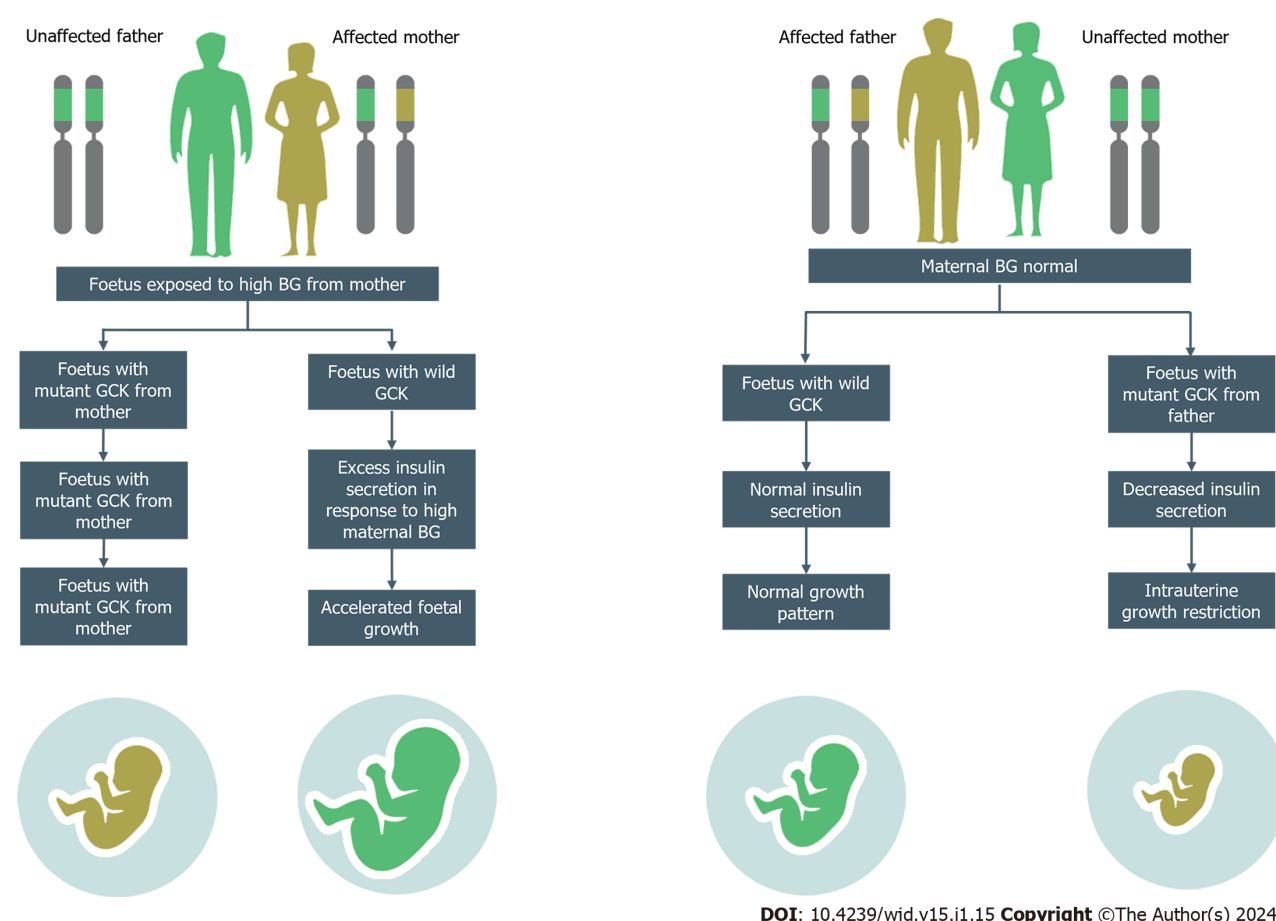 Unaffected father
Affected mother
Foetus exposed to high BG from mother
Foetus with
mutant GCK from
mother
Foetus with
mutant GCK from
mother
Foetus with
mutant GCK from
mother
Foetus with wild
GCK
Excess insulin
secretion in
response to high
maternal BG
Accelerated foetal
growth
Affected father
Unaffected mother
Maternal BG normal
Foetus with wild
GCK
Normal insulin
secretion
Normal growth
pattern
Foetus with
mutant GCK from
father
Decreased insulin
secretion
Intrauterine
growth restriction
DOI: 10.4239/wjd.v15.i1.15 Copyright ©The Author(s) 2024